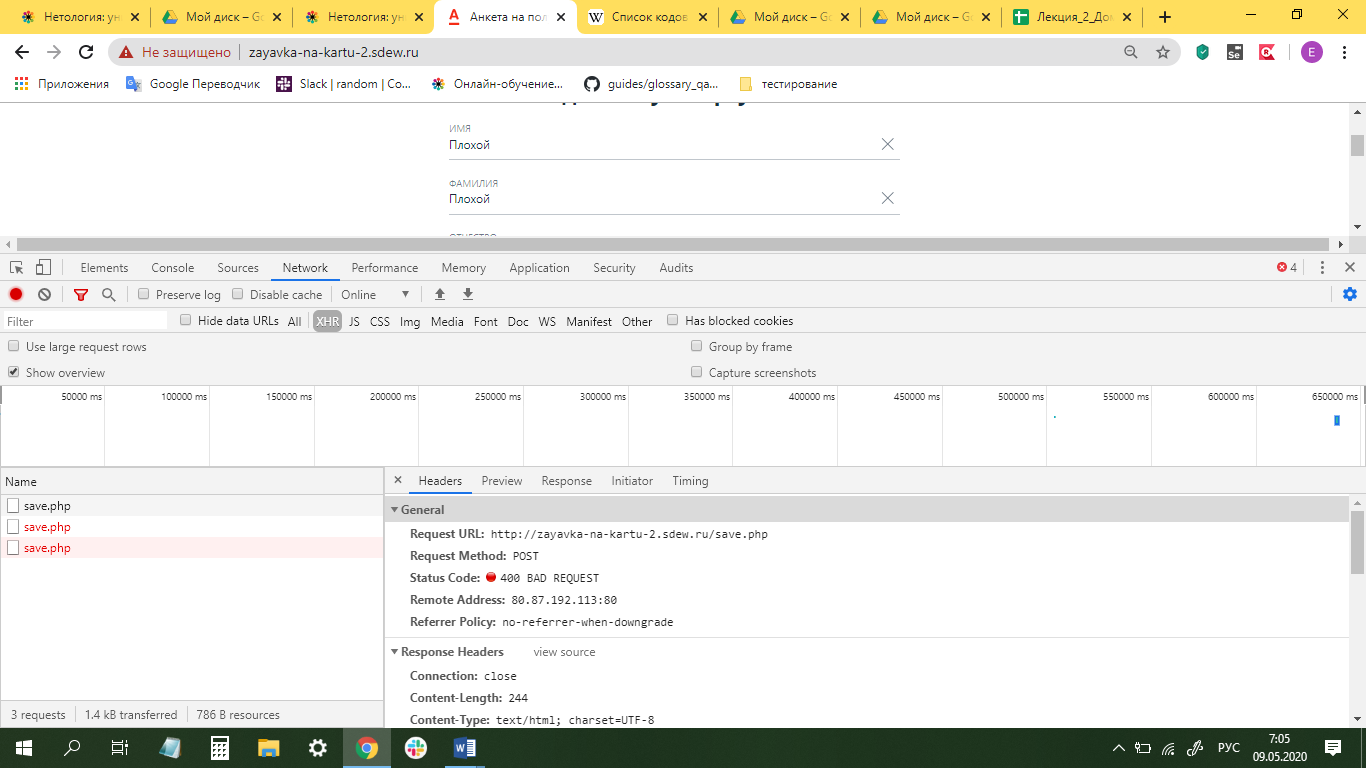 Нетология: ун
Мой диск – Go
Нетология: ун
Анкета на пол
Список кодов
Мой диск – Go
Мой диск – Go
Лекция_2_Дом
Не защищено zayavka-na-kartu-2.sdew.ru
Se
E
Приложения Google Переводчик Slack | random | Co... Онлайн-обучение... guides/glossary_qa... тестирование
ИМЯ
Плохой
ФАМИЛИЯ
Плохой
Elements Console Sources Network Performance Memory Application Security Audits 4
Preserve log Disable cache Online
Filter Hide data URLs All XHR JS CSS Img Media Font Doc WS Manifest Other Has blocked cookies
Use large request rows Group by frame
Show overview Capture screenshots
50000 ms 100000 ms 150000 ms 200000 ms 250000 ms 300000 ms 350000 ms 400000 ms 450000 ms 500000 ms 550000 ms 600000 ms 650000 ms
Name
save.php
save.php
save.php
3 requests 1.4 kB transferred 786 B resources
Headers Preview Response Initiator Timing
General
Request URL: http://zayavka-na-kartu-2.sdew.ru/save.php
Request Method: POST
Status Code: 400 BAD REQUEST
Remote Address: 80.87.192.113:80
Referrer Policy: no-referrer-when-downgrade
Response Headers view source
Connection: close
Content-Length: 244
Content-Type: text/html; charset=UTF-8
РУС
7:05
09.05.2020